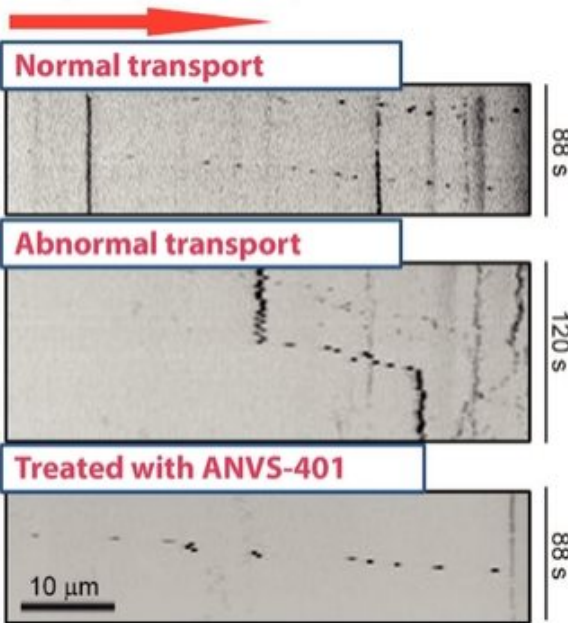 Normal transport
88 s
Abnormal transport
120 s
Treated with ANVS-401
10 μm
88 s